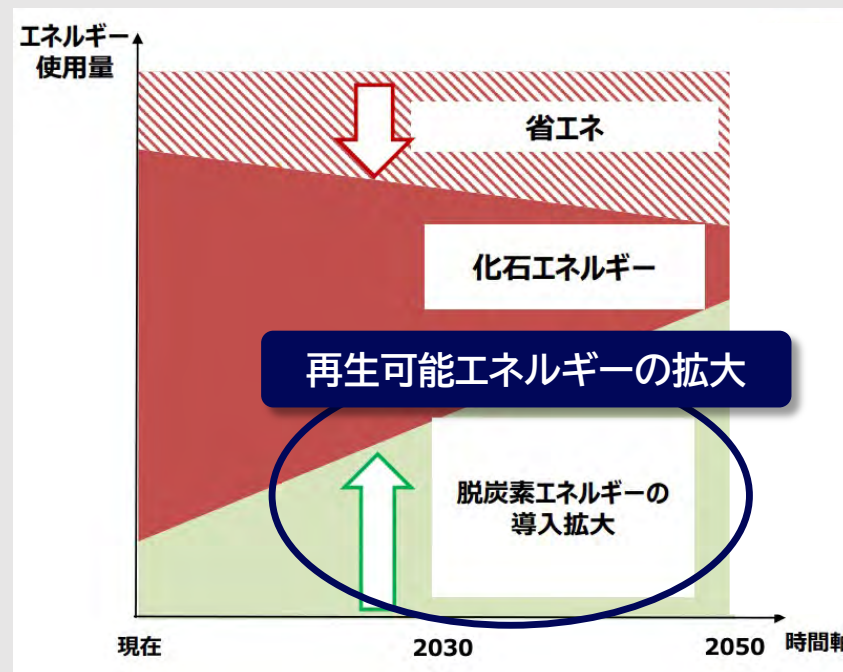 エネルギー
使用量
省エネ
化石エネルギー
再生可能エネルギーの拡大
脱炭素エネルギーの
導入拡大
現在
2030
2050
時間軸